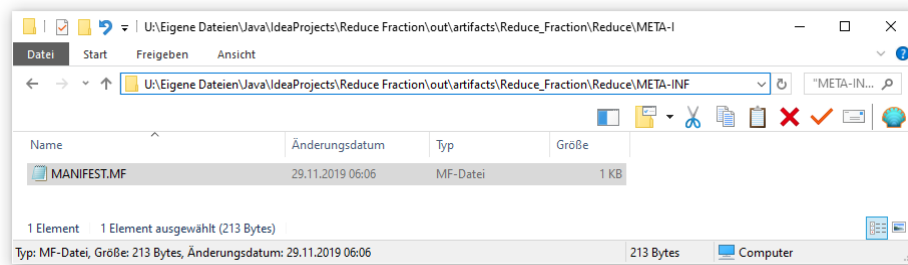 U:\Eigene Dateien\Java\IdeaProjects\Reduce Fraction\out\artifacts\Reduce_Fraction\Reduce\META-I
Datei Start Freigeben Ansicht
U:\Eigene Dateien\Java\IdeaProjects\Reduce Fraction\out\artifacts\Reduce_Fraction\Reduce\META-INF "META-IN...
Name Änderungsdatum Typ Größe
MANIFEST.MF 29.11.2019 06:06 MF-Datei 1 KB
1 Element 1 Element ausgewählt (213 Bytes)
Typ: MF-Datei, Größe: 213 Bytes, Änderungsdatum: 29.11.2019 06:06 213 Bytes Computer